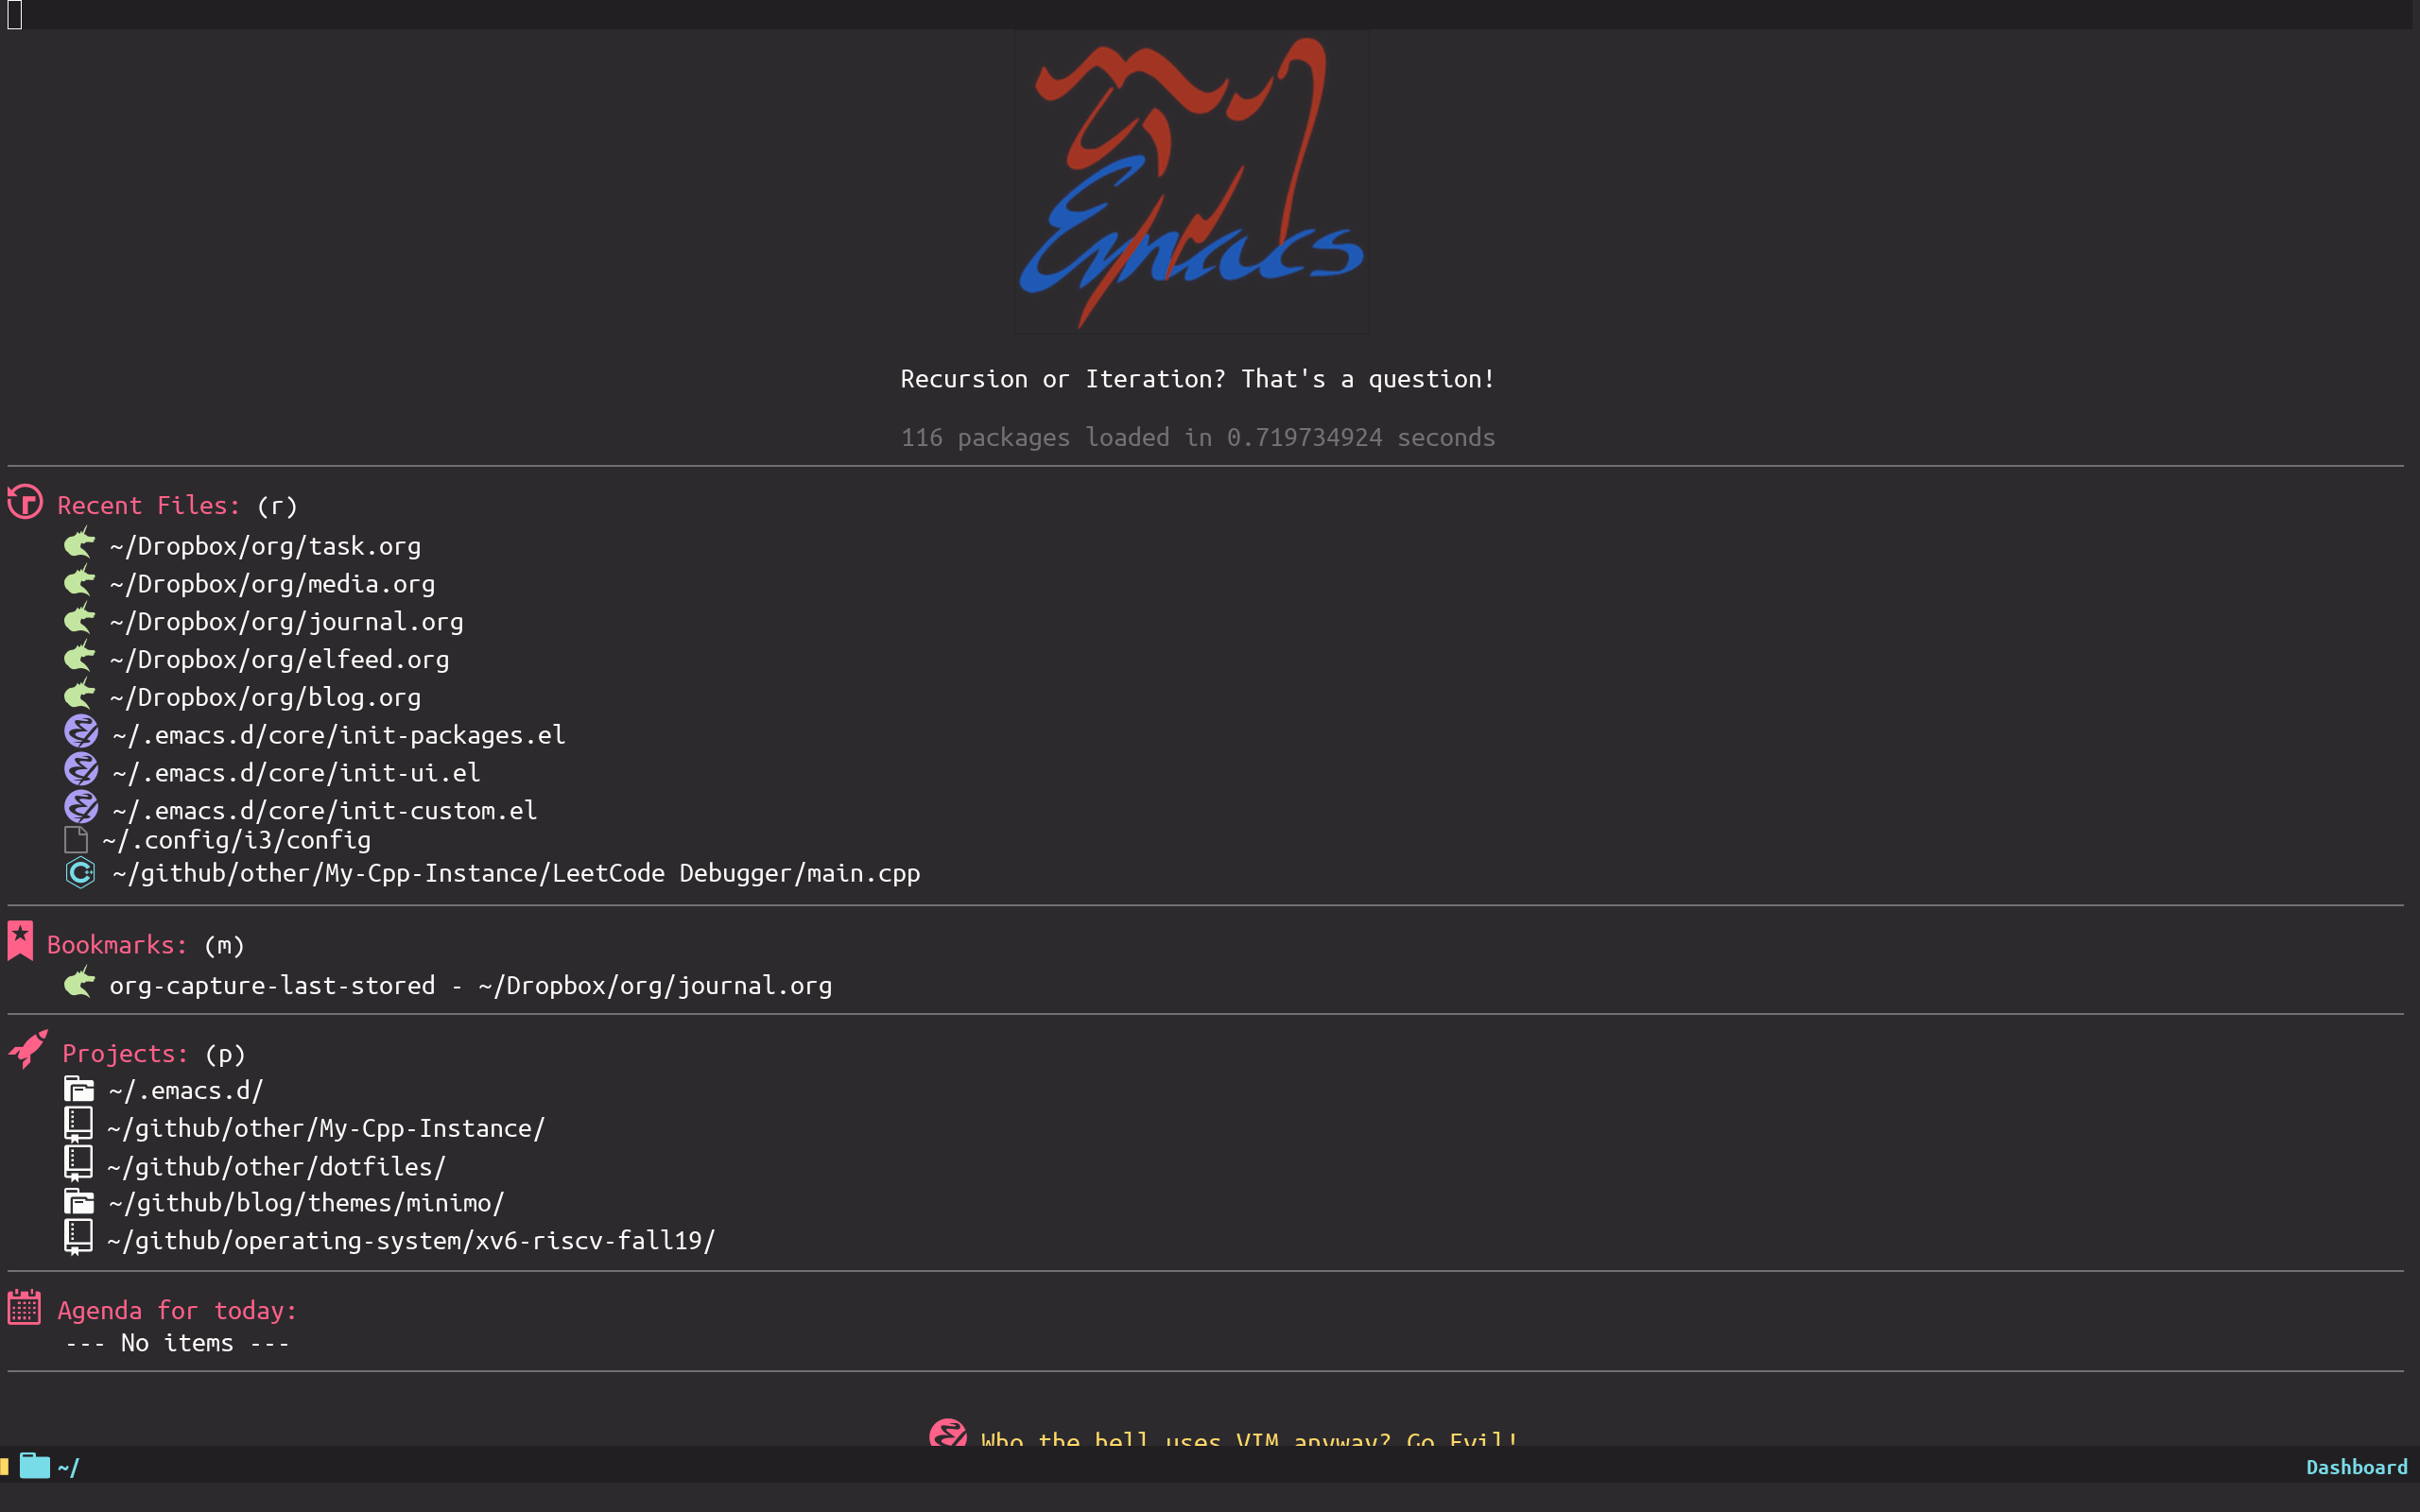 Emacs
Recursion or Iteration? That's a question!
116 packages loaded in 0.719734924 seconds
Recent Files: (r)
~/Dropbox/org/task.org
~/Dropbox/org/media.org
~/Dropbox/org/journal.org
~/Dropbox/org/elfeed.org
~/Dropbox/org/blog.org
~/.emacs.d/core/init-packages.el
~/.emacs.d/core/init-ui.el
~/.emacs.d/core/init-custom.el
~/.config/i3/config
~/github/other/My-Cpp-Instance/LeetCode Debugger/main.cpp
Bookmarks: (m)
org-capture-last-stored - ~/Dropbox/org/journal.org
Projects: (p)
~/.emacs.d/
~/github/other/My-Cpp-Instance/
~/github/other/dotfiles/
~/github/blog/themes/minimo/
~/github/operating-system/xv6-riscv-fall19/
Agenda for today:
--- No items ---
Who the hell uses VIM anyway? Go Evil!
~/
Dashboard